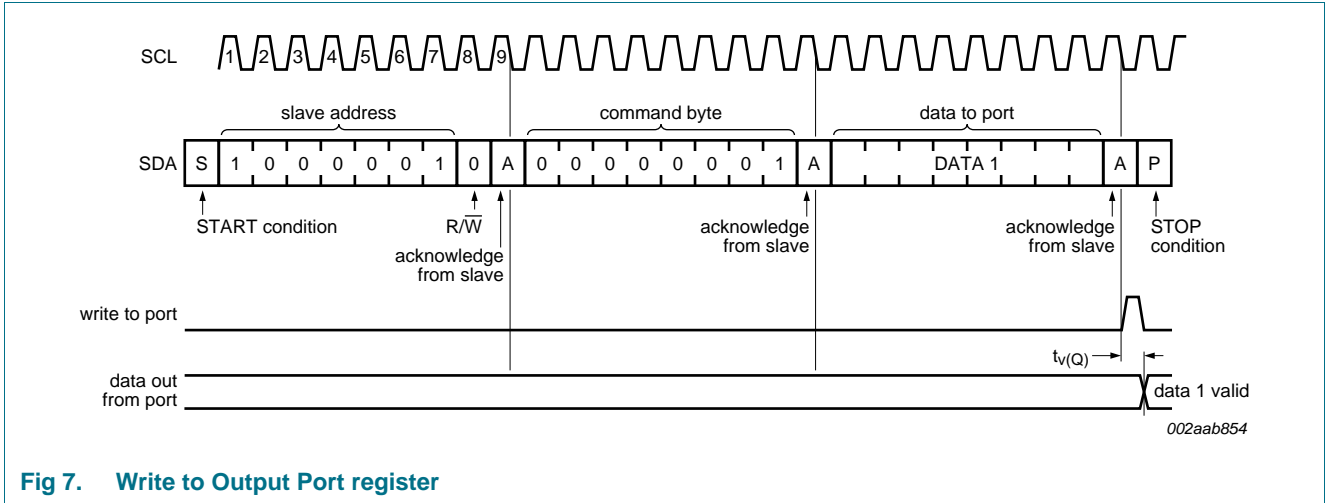 SCL 1 2 3 4 5 6 7 8 9
slave address command byte data to port
SDA S 1 0 0 0 0 0 1 0 A 0 0 0 0 0 0 0 1 A DATA 1 A P
START condition R/W̅ acknowledge from slave acknowledge from slave acknowledge from slave STOP condition
write to port
tv(Q)
data out from port
data 1 valid
002aab854
Fig 7. Write to Output Port register